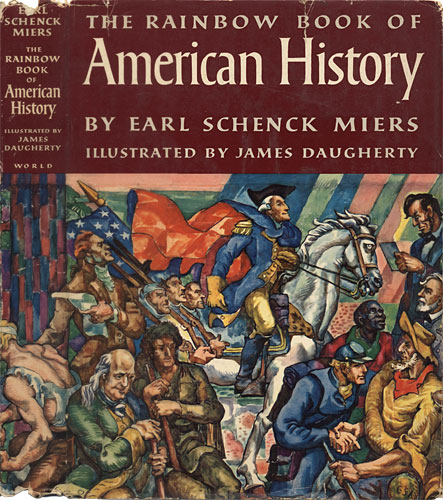 EARL
SCHENCK
MIERS
THE
RAINBOW
BOOK
OF
American
History
ILLUSTRATED
BY
JAMES
DAUGHERTY
WORLD
THE RAINBOW BOOK OF
American History
BY EARL SCHENCK MIERS
ILLUSTRATED BY JAMES DAUGHERTY